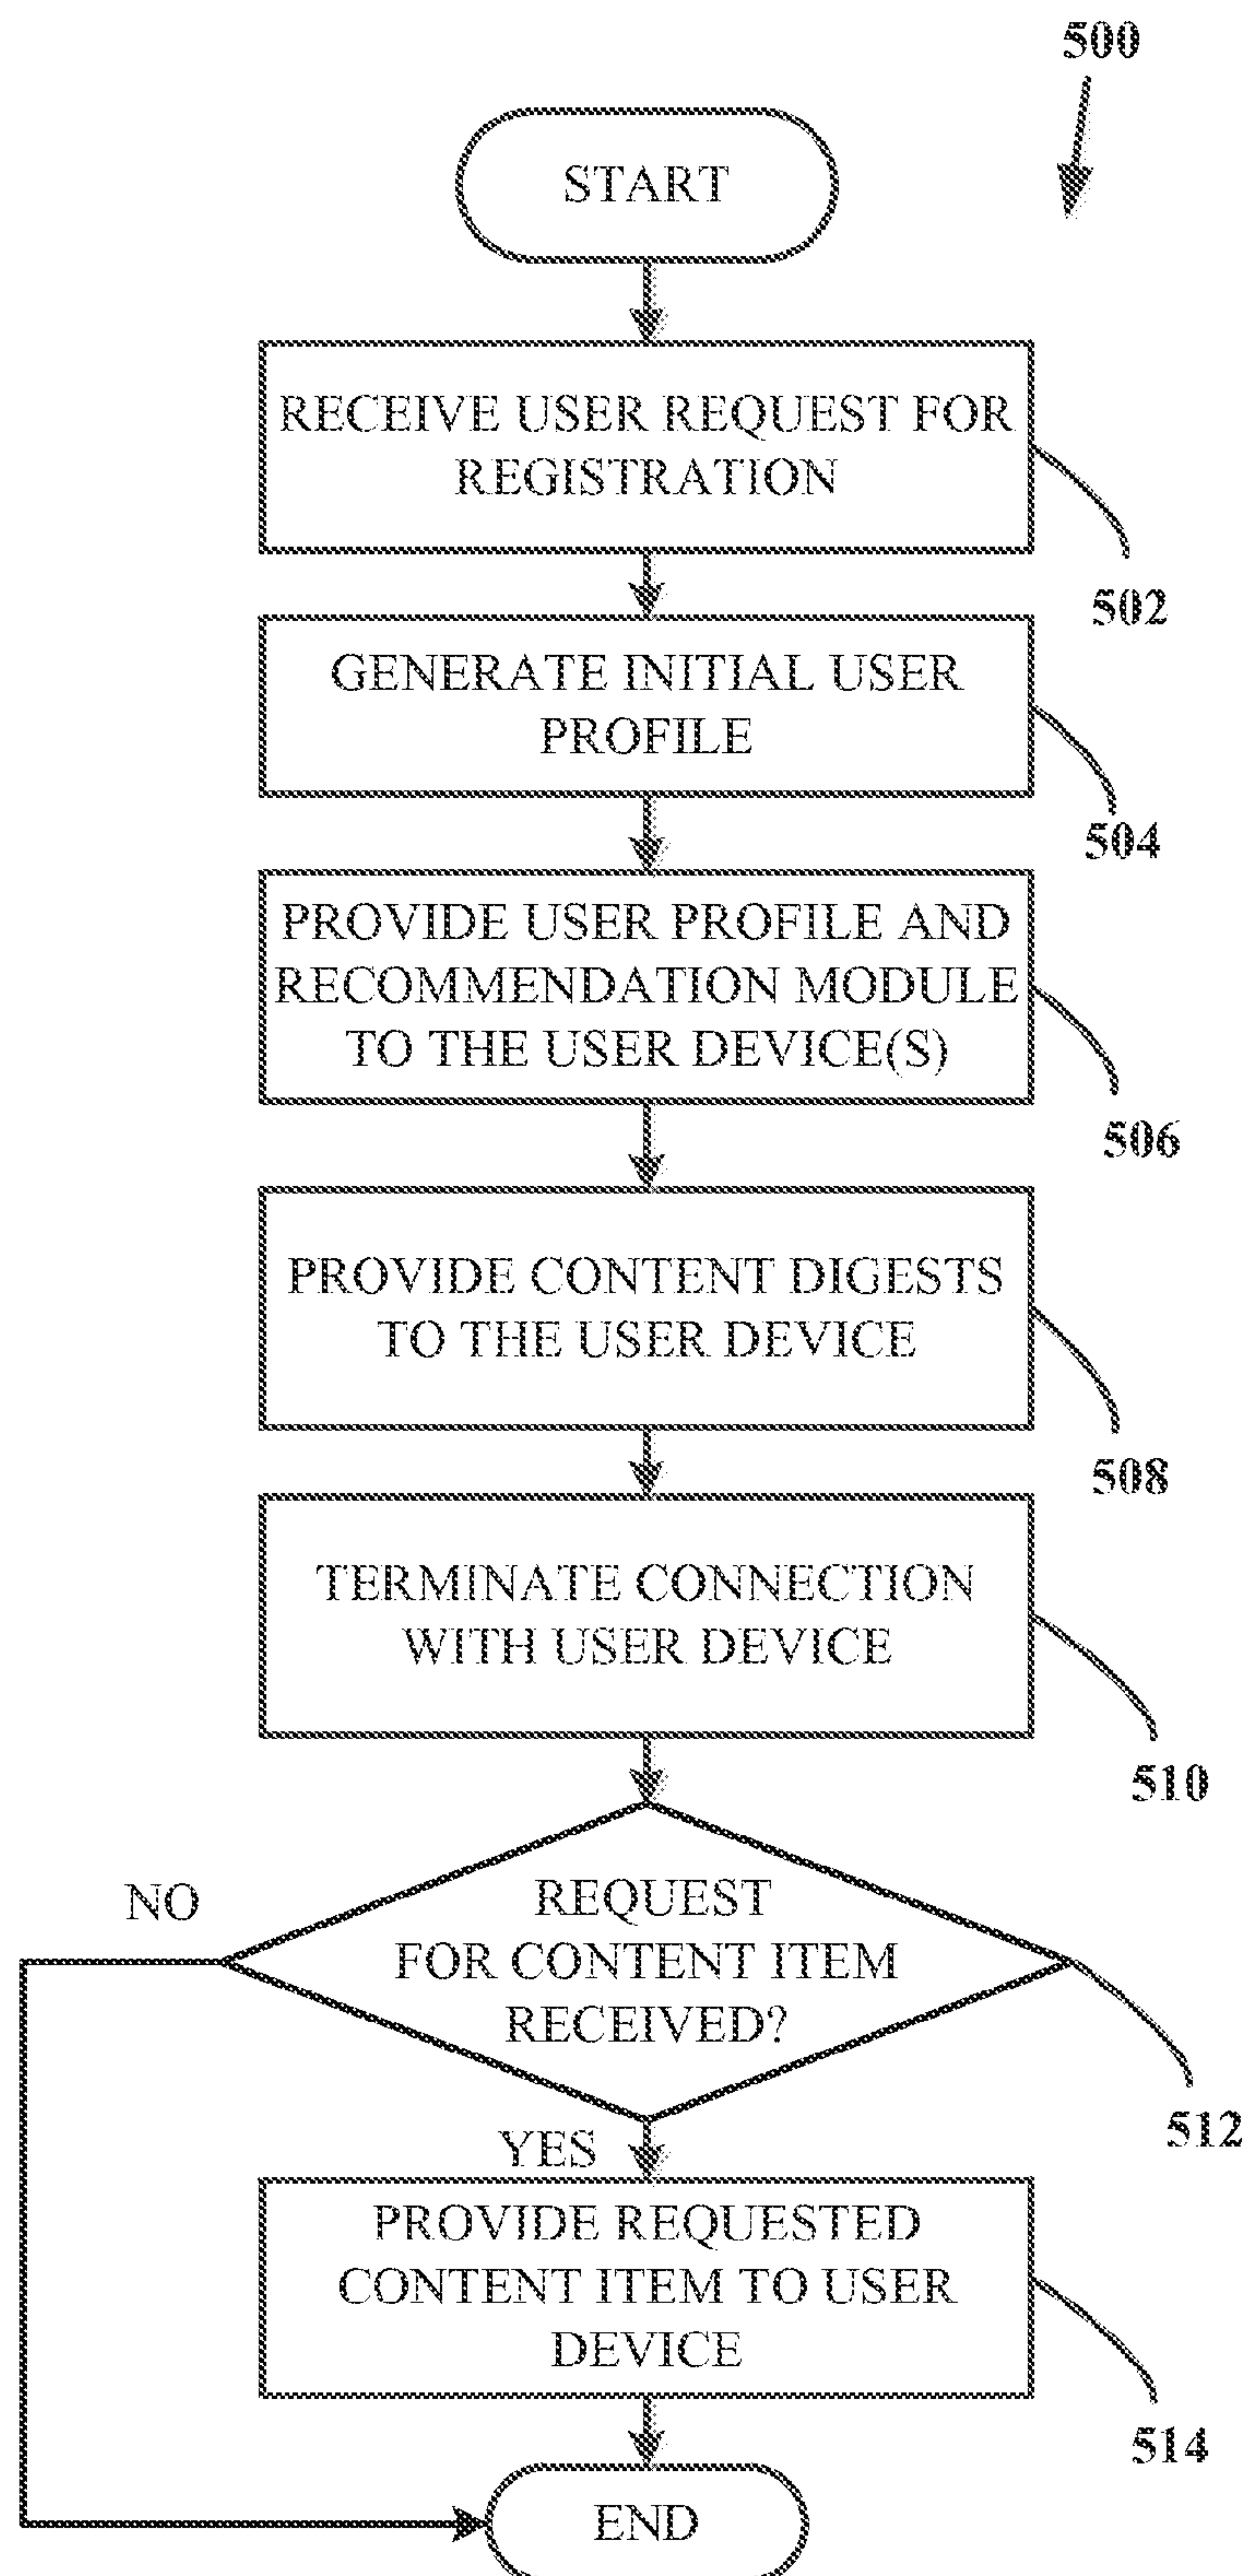 500
START
RECEIVE USER REQUEST FOR
REGISTRATION
502
GENERATE INITIAL USER
PROFILE
504
PROVIDE USER PROFILE AND
RECOMMENDATION MODULE
TO THE USER DEVICE(S)
506
PROVIDE CONTENT DIGESTS
TO THE USER DEVICE
508
TERMINATE CONNECTION
WITH USER DEVICE
510
NO
REQUEST
FOR CONTENT ITEM
RECEIVED?
512
YES
PROVIDE REQUESTED
CONTENT ITEM TO USER
DEVICE
514
END